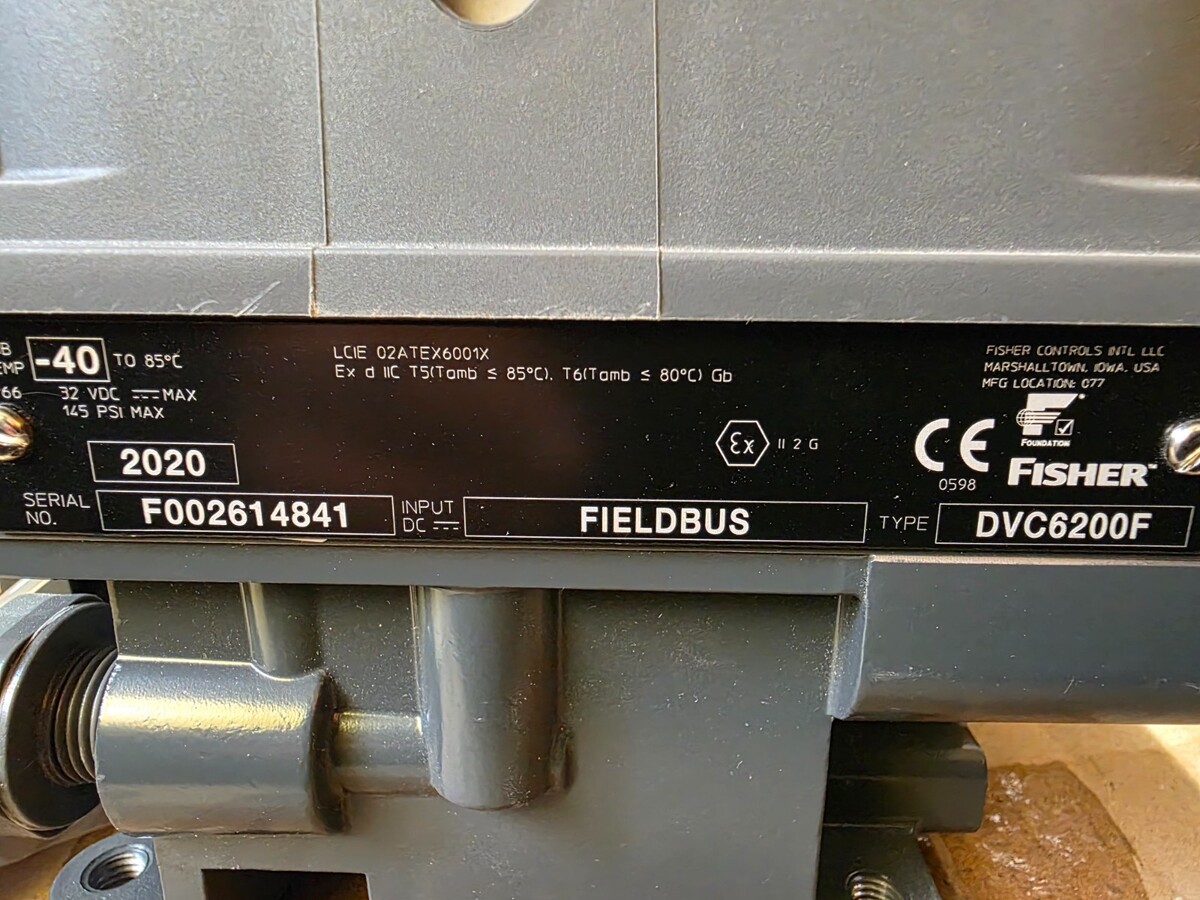 -40 TO 85°C
66 32 VDC MAX
145 PSI MAX
2020
SERIAL NO. F002614841
LCIE 02ATEX6001X
Ex d IIC T5(Tamb ≤ 85°C), T6(Tamb ≤ 80°C) Gb
Ex II 2 G
INPUT DC FIELDBUS
FISHER CONTROLS INTL LLC
MARSHALLTOWN, IOWA, USA
MFG LOCATION: 077
FOUNDATION
CE
0598
FISHER
TYPE DVC6200F